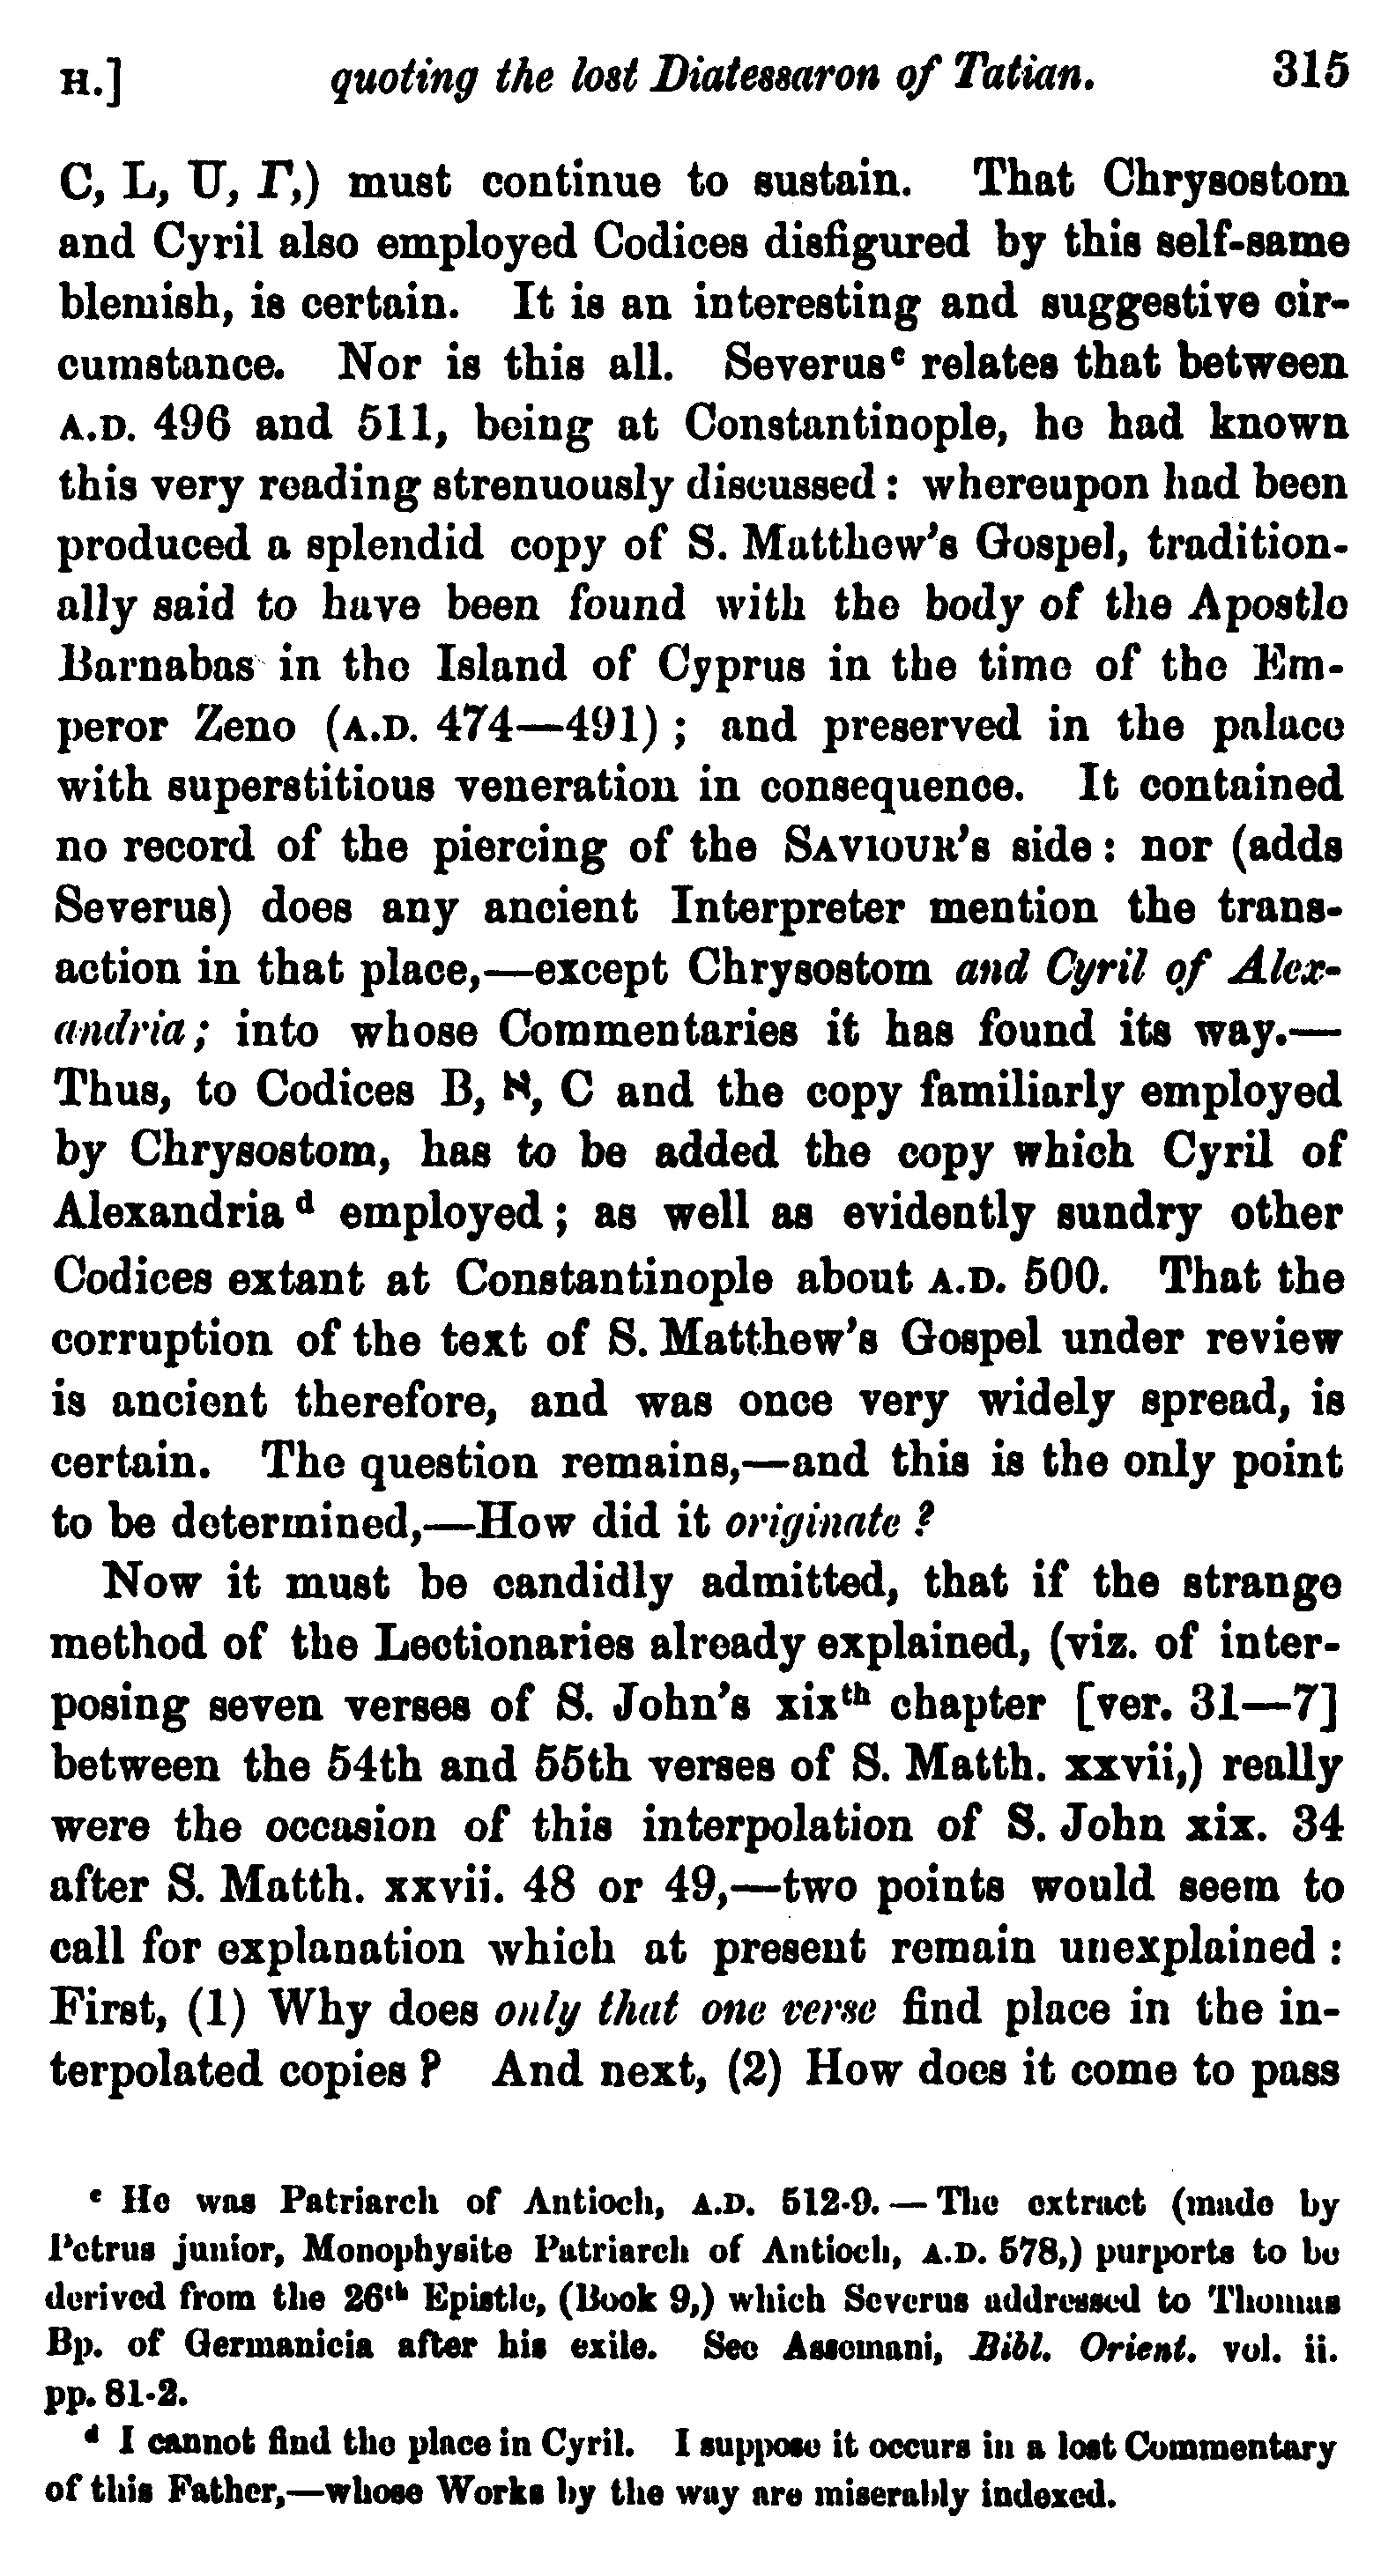 H.] quoting the lost Diatessaron of Tatian. 315
C, L, U, Γ,) must continue to sustain. That Chrysostom
and Cyril also employed Codices disfigured by this self-same
blemish, is certain. It is an interesting and suggestive cir-
cumstance. Nor is this all. Severusᶜ relates that between
A.D. 496 and 511, being at Constantinople, he had known
this very reading strenuously discussed : whereupon had been
produced a splendid copy of S. Matthew's Gospel, tradition-
ally said to have been found with the body of the Apostle
Barnabas in the Island of Cyprus in the time of the Em-
peror Zeno (A.D. 474—491) ; and preserved in the palace
with superstitious veneration in consequence. It contained
no record of the piercing of the SAVIOUR's side : nor (adds
Severus) does any ancient Interpreter mention the trans-
action in that place,—except Chrysostom and Cyril of Alex-
andria ; into whose Commentaries it has found its way.—
Thus, to Codices B, א, C and the copy familiarly employed
by Chrysostom, has to be added the copy which Cyril of
Alexandria ᵈ employed ; as well as evidently sundry other
Codices extant at Constantinople about A.D. 500. That the
corruption of the text of S. Matthew's Gospel under review
is ancient therefore, and was once very widely spread, is
certain. The question remains,—and this is the only point
to be determined,—How did it originate ?
Now it must be candidly admitted, that if the strange
method of the Lectionaries already explained, (viz. of inter-
posing seven verses of S. John's xixᵗʰ chapter [ver. 31—7]
between the 54th and 55th verses of S. Matth. xxvii,) really
were the occasion of this interpolation of S. John xix. 34
after S. Matth. xxvii. 48 or 49,—two points would seem to
call for explanation which at present remain unexplained :
First, (1) Why does only that one verse find place in the in-
terpolated copies ? And next, (2) How does it come to pass
ᶜ He was Patriarch of Antioch, A.D. 512-9. — The extract (made by
Petrus junior, Monophysite Patriarch of Antioch, A.D. 578,) purports to be
derived from the 26ᵗʰ Epistle, (Book 9,) which Severus addressed to Thomas
Bp. of Germanicia after his exile. See Assemani, Bibl. Orient. vol. ii.
pp. 81-2.
ᵈ I cannot find the place in Cyril. I suppose it occurs in a lost Commentary
of this Father,—whose Works by the way are miserably indexed.